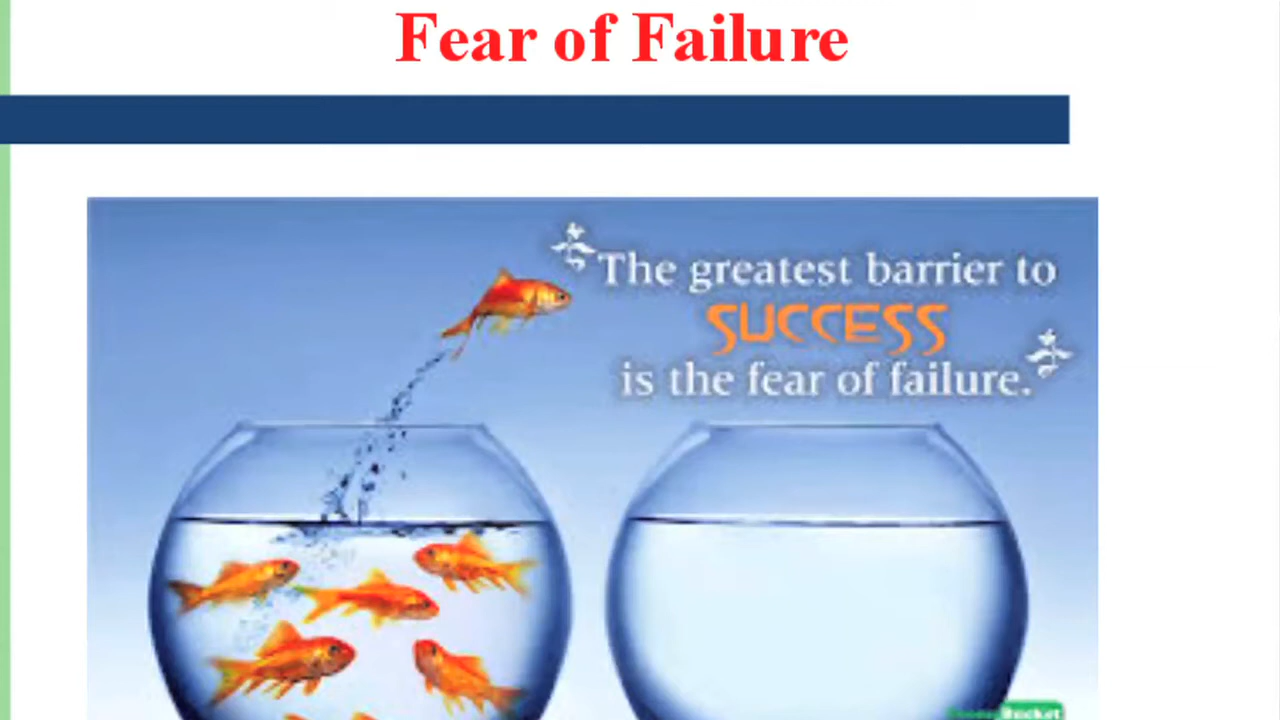 Fear of Failure
The greatest barrier to
SUCCESS
is the fear of failure.